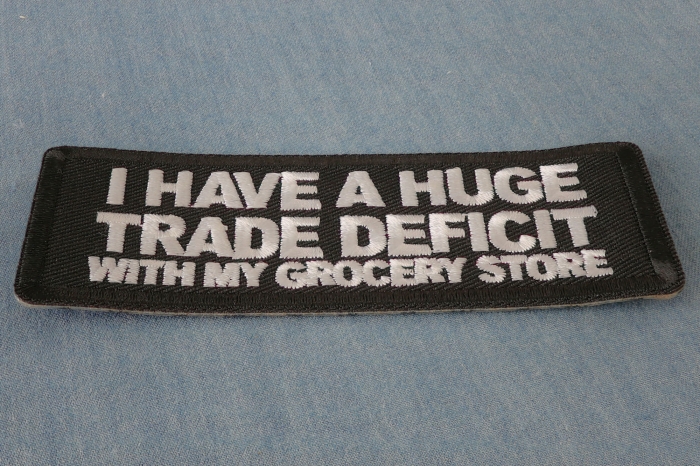 I HAVE A HUGE
TRADE DEFICIT
WITH MY GROCERY STORE